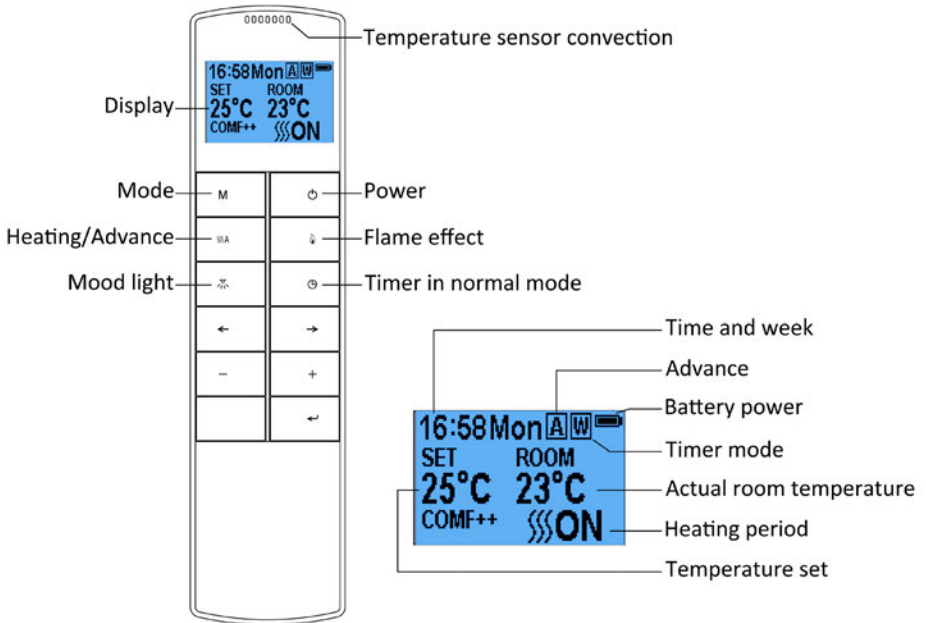 0000000
Temperature sensor convection
16:58Mon A W
SET ROOM
25°C 23°C
COMF++ ON
Display
Mode
M
Power
Heating/Advance
A
Flame effect
Mood light
Timer in normal mode
←
→
−
+
↵
Time and week
Advance
Battery power
16:58Mon A W
Timer mode
SET ROOM
25°C 23°C
Actual room temperature
COMF++ ON
Heating period
Temperature set